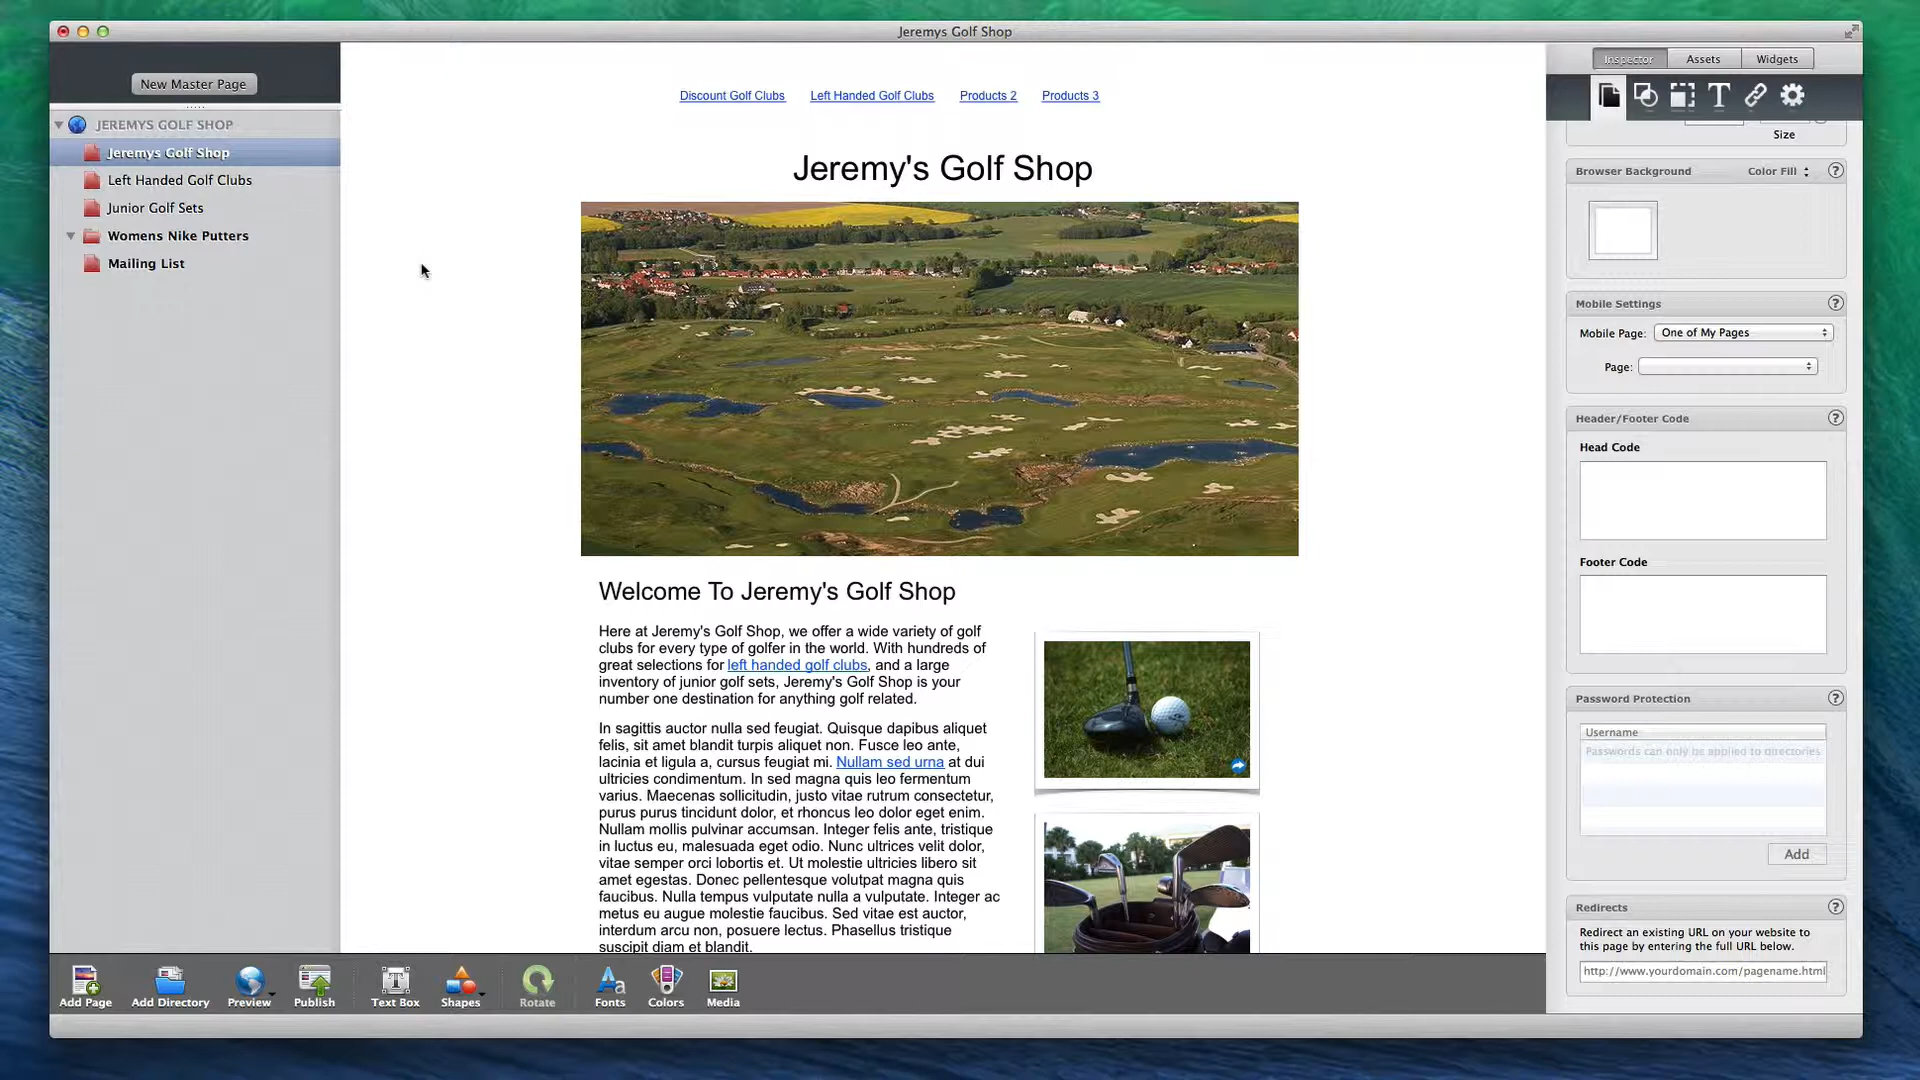 Jeremys Golf Shop
New Master Page
JEREMYS GOLF SHOP
Jeremys Golf Shop
Left Handed Golf Clubs
Junior Golf Sets
Womens Nike Putters
Mailing List
Discount Golf Clubs Left Handed Golf Clubs Products 2 Products 3
Jeremy's Golf Shop
Welcome To Jeremy's Golf Shop
Here at Jeremy's Golf Shop, we offer a wide variety of golf
clubs for every type of golfer in the world. With hundreds of
great selections for left handed golf clubs, and a large
inventory of junior golf sets, Jeremy's Golf Shop is your
number one destination for anything golf related.
In sagittis auctor nulla sed feugiat. Quisque dapibus aliquet
felis, sit amet blandit turpis aliquet non. Fusce leo ante,
lacinia et ligula a, cursus feugiat mi. Nullam sed urna at dui
ultricies condimentum. In sed magna quis leo fermentum
varius. Maecenas sollicitudin, justo vitae rutrum consectetur,
purus purus tincidunt dolor, et rhoncus leo dolor eget enim.
Nullam mollis pulvinar accumsan. Integer felis ante, tristique
in luctus eu, malesuada eget odio. Nunc ultrices velit dolor,
vitae semper orci lobortis et. Ut molestie ultricies libero sit
amet egestas. Donec pellentesque volutpat magna quis
faucibus. Nulla tempus vulputate nulla a vulputate. Integer ac
metus eu augue molestie faucibus. Sed vitae est auctor,
interdum arcu non, posuere lectus. Phasellus tristique
suscipit diam et blandit.
Inspector Assets Widgets
Size
Browser Background Color Fill ?
Mobile Settings ?
Mobile Page: One of My Pages
Page:
Header/Footer Code ?
Head Code
Footer Code
Password Protection ?
Username
Passwords can only be applied to directories
Add
Redirects ?
Redirect an existing URL on your website to
this page by entering the full URL below.
http://www.yourdomain.com/pagename.html
Add Page Add Directory Preview Publish Text Box Shapes Rotate Fonts Colors Media